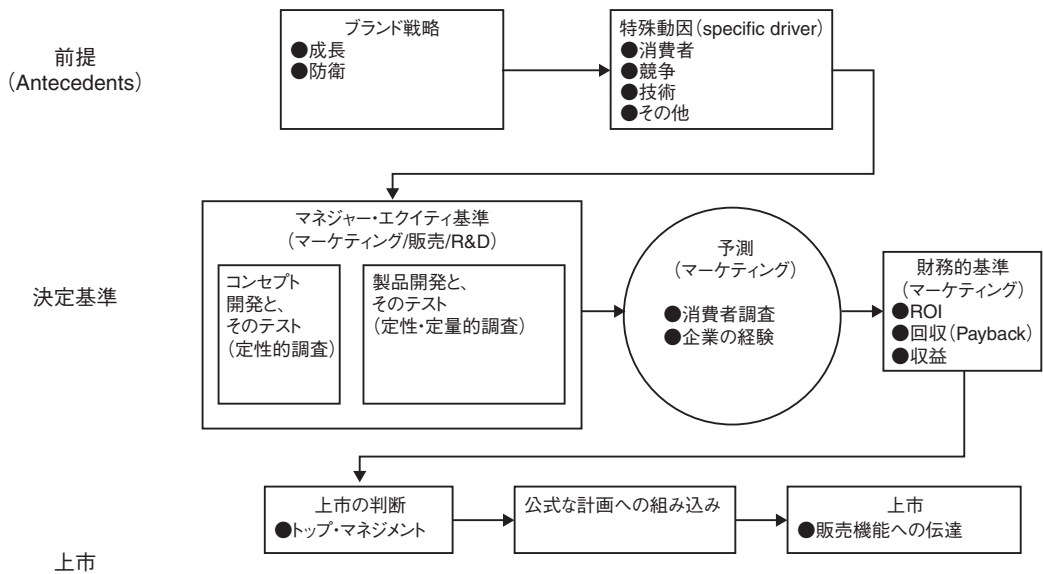 前提
（Antecedents）
ブランド戦略
●成長
●防衛
特殊動因（specific driver）
●消費者
●競争
●技術
●その他
決定基準
マネジャー・エクイティ基準
（マーケティング/販売/R&D）
コンセプト
開発と、
そのテスト
（定性的調査）
製品開発と、
そのテスト
（定性・定量的調査）
予測
（マーケティング）
●消費者調査
●企業の経験
財務的基準
（マーケティング）
●ROI
●回収（Payback）
●収益
上市
上市の判断
●トップ・マネジメント
公式な計画への組み込み
上市
●販売機能への伝達